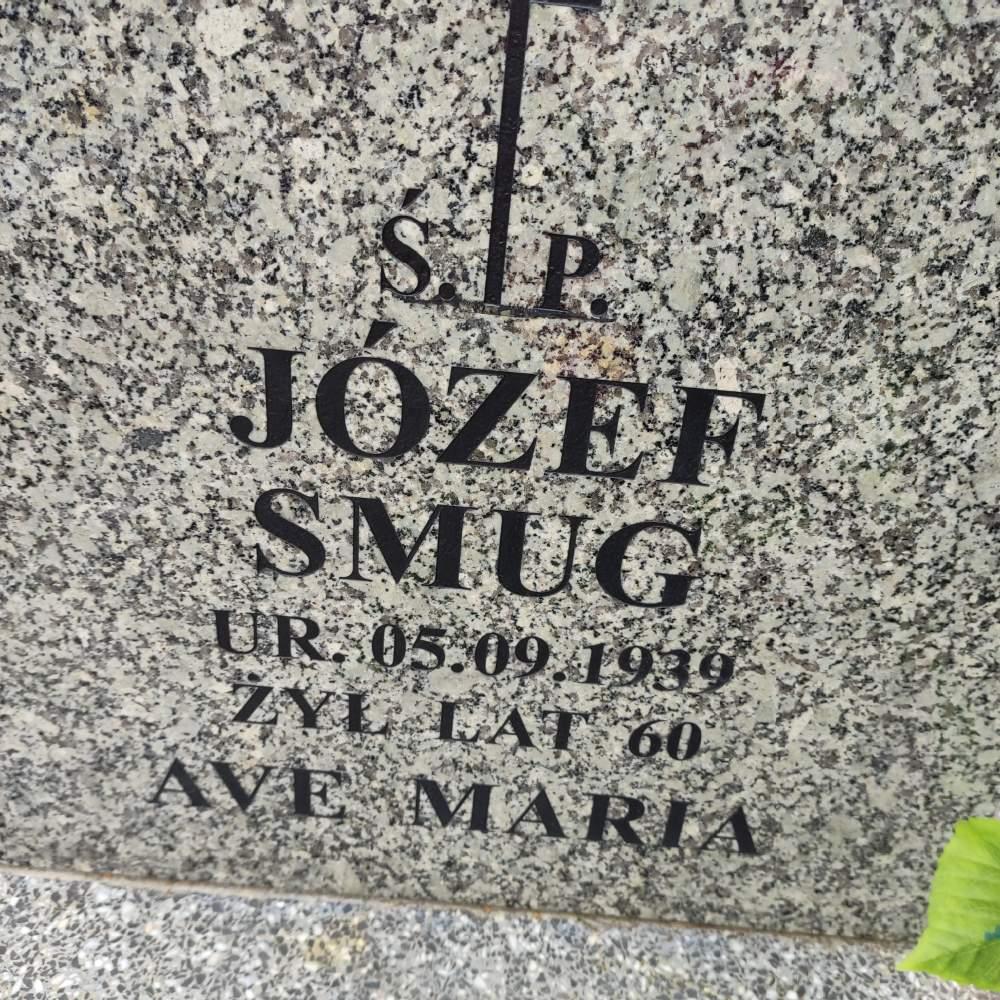 Ś. P.
JÓZEF
SMUG
UR. 05.09.1939
ŻYŁ LAT 60
AVE MARIA